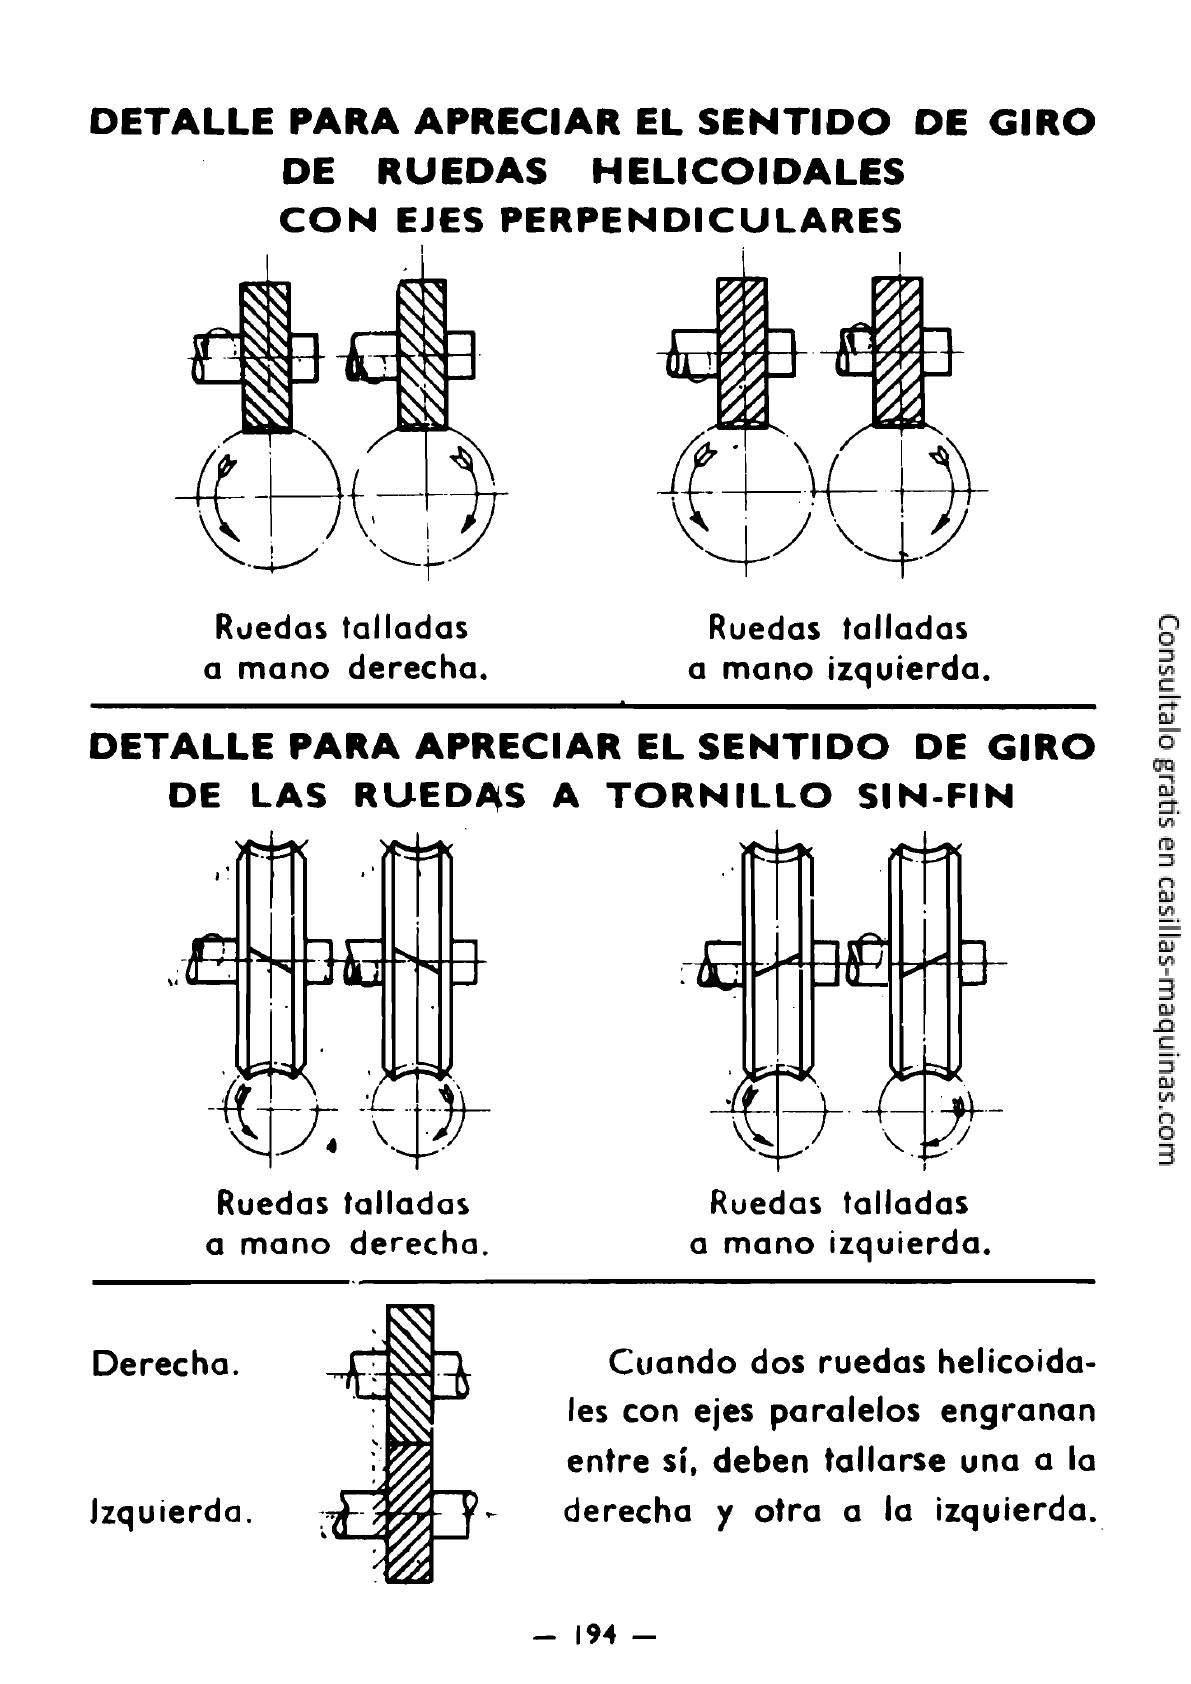 DETALLE PARA APRECIAR EL SENTIDO DE GIRO
DE RUEDAS HELICOIDALES
CON EJES PERPENDICULARES
Ruedas talladas
a mano derecha.
Ruedas talladas
a mano izquierda.
DETALLE PARA APRECIAR EL SENTIDO DE GIRO
DE LAS RUEDAS A TORNILLO SIN-FIN
Ruedas talladas
a mano derecha.
Ruedas talladas
a mano izquierda.
Derecha.
Izquierda.
Cuando dos ruedas helicoida-
les con ejes paralelos engranan
entre sí, deben tallarse una a la
derecha y otra a la izquierda.
— 194 —
Consultalo gratis en casillas-maquinas.com